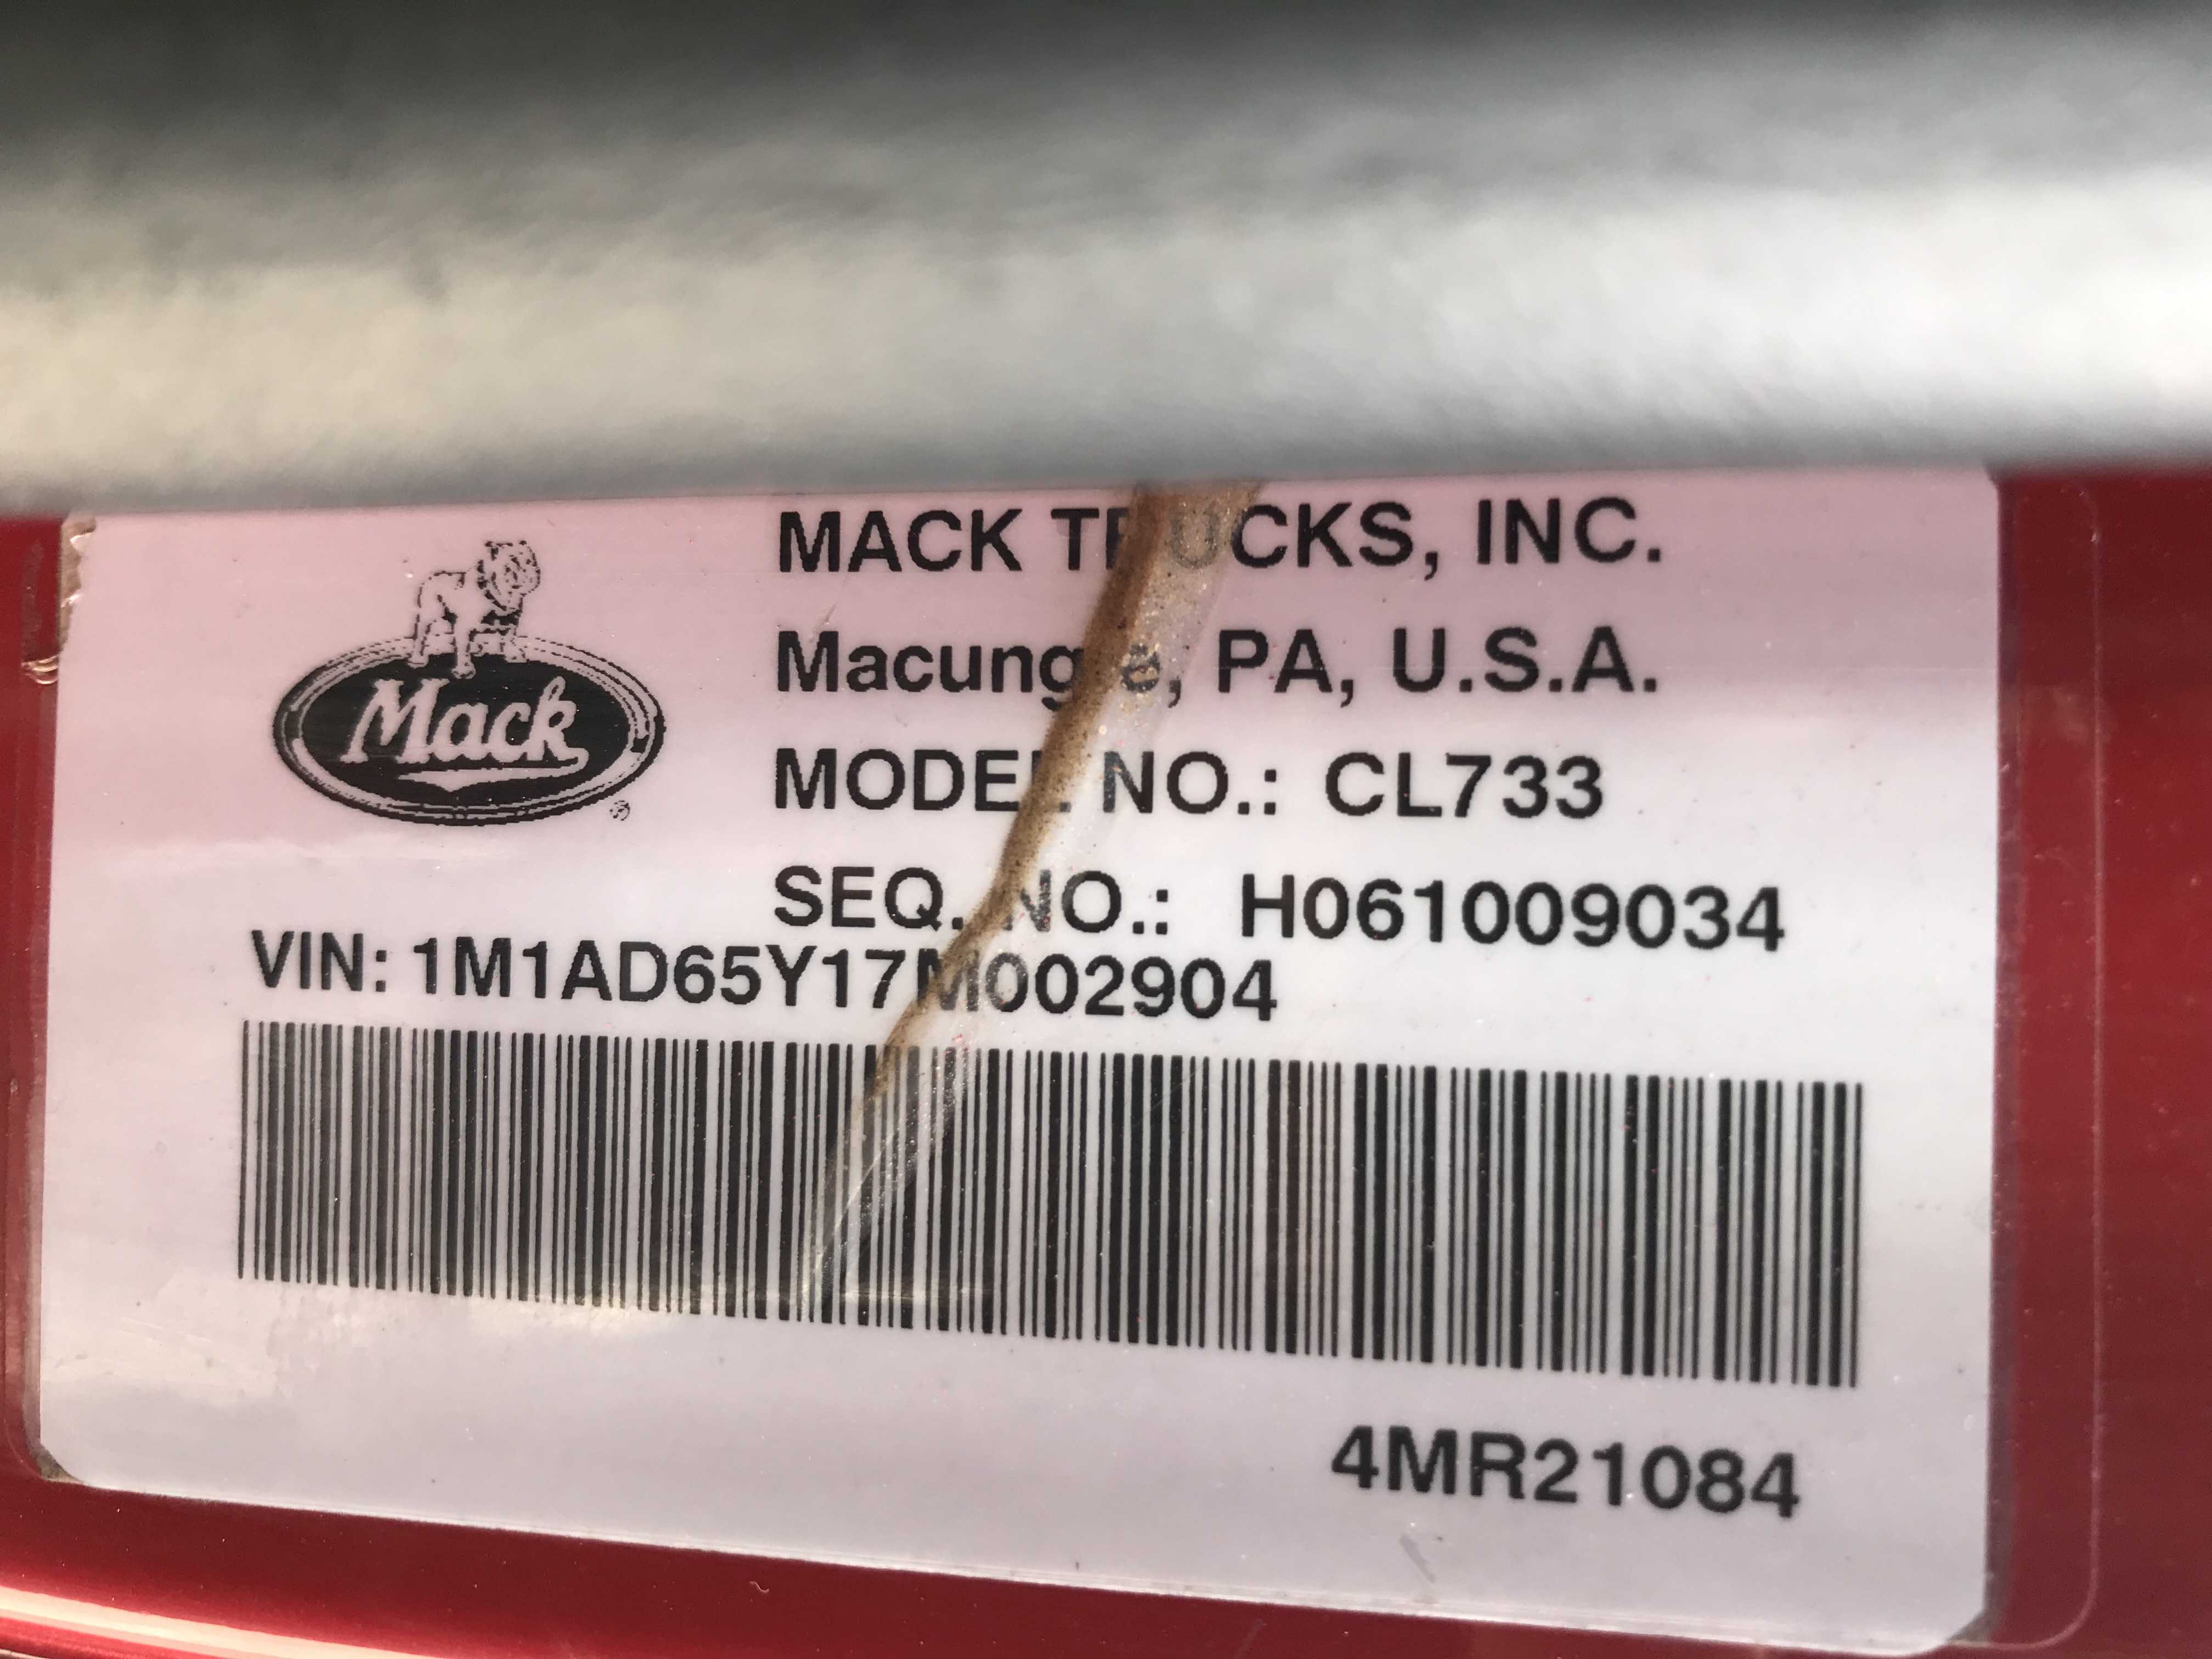 MACK TRUCKS, INC.
Macungie, PA, U.S.A.
Mack
®
MODEL NO.: CL733
SEQ. NO.: H061009034
VIN: 1M1AD65Y17M002904
4MR21084